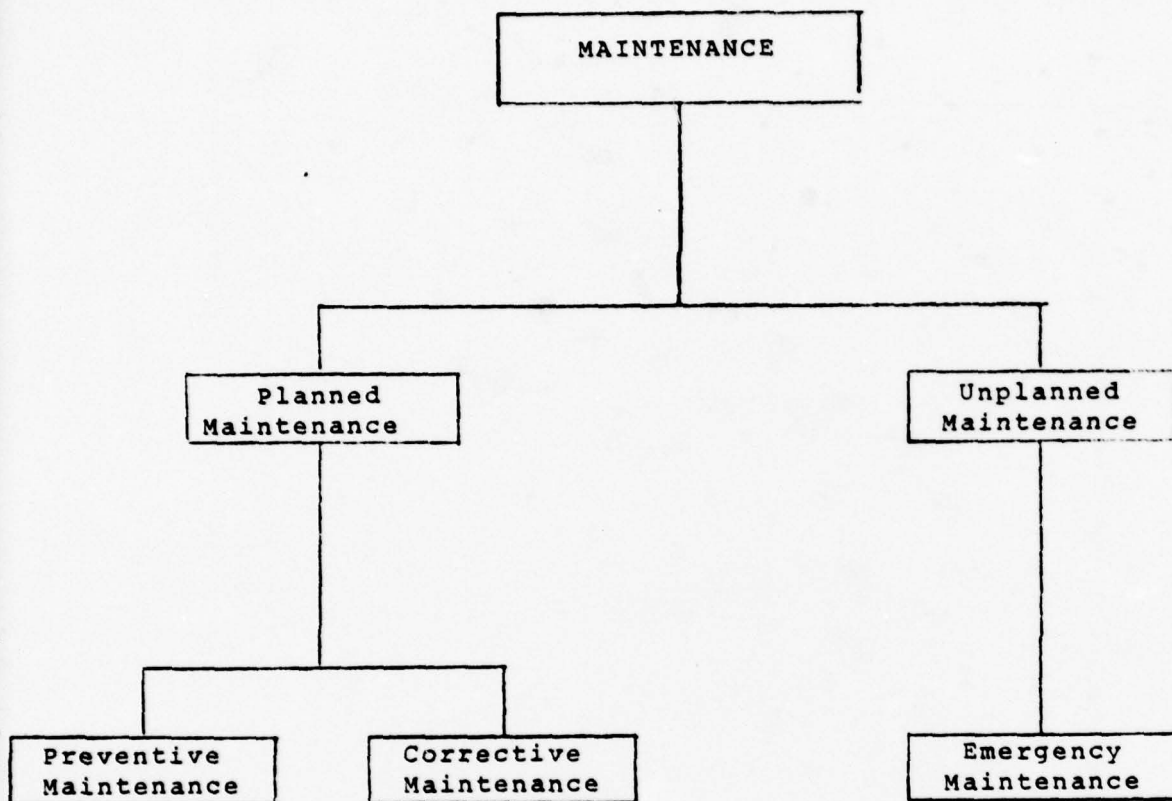 MAINTENANCE
Planned
Maintenance
Unplanned
Maintenance
Preventive
Maintenance
Corrective
Maintenance
Emergency
Maintenance